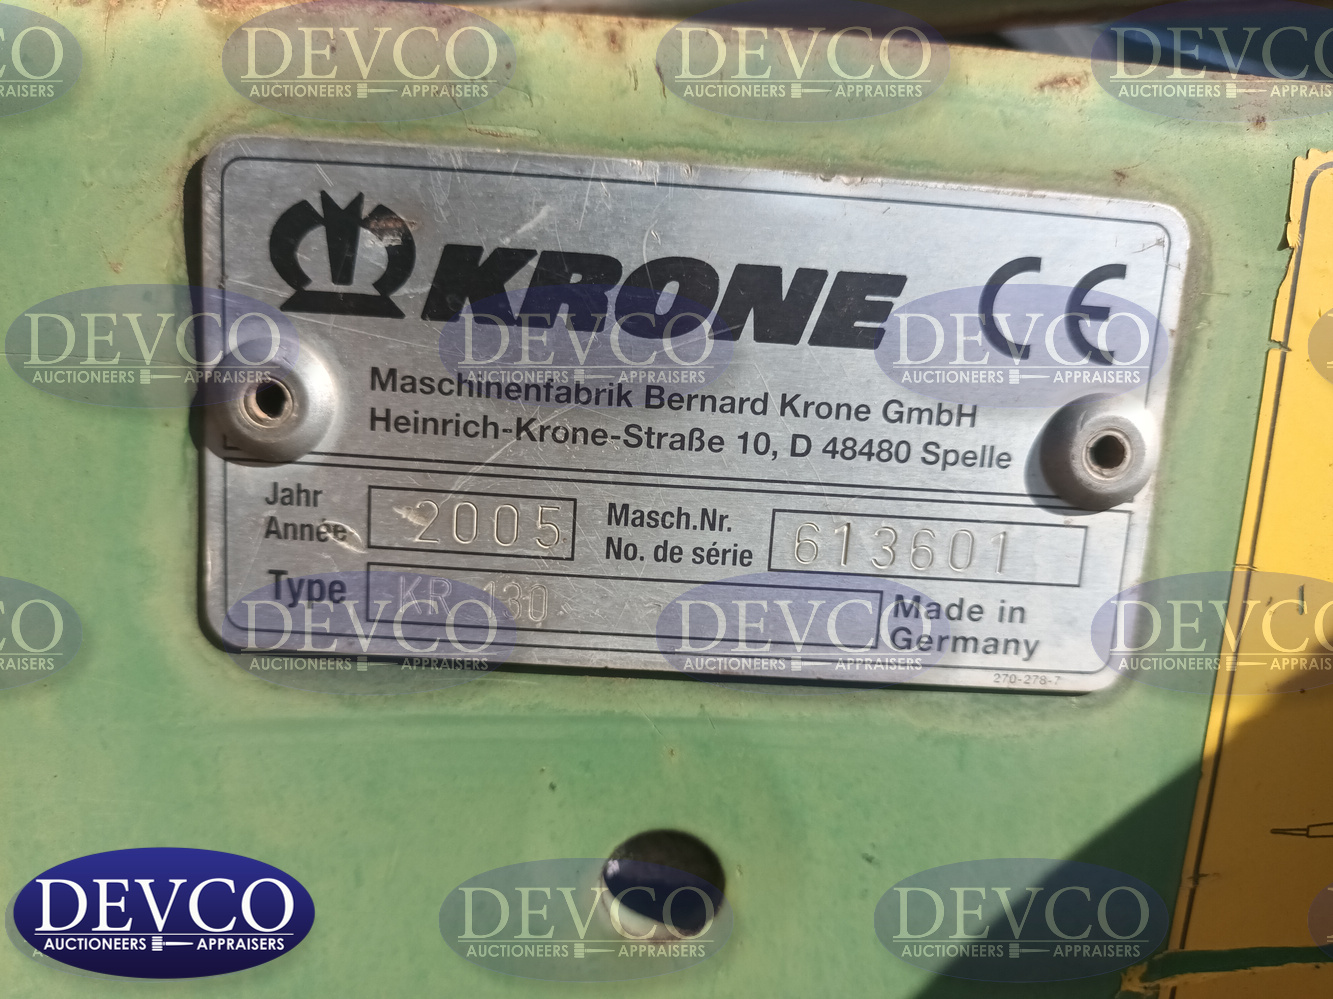 KRONE CE
Maschinenfabrik Bernard Krone GmbH
Heinrich-Krone-Straße 10, D 48480 Spelle
Jahr
Année
2005
Masch.Nr.
No. de série
613601
Type
KR 130
Made in
Germany
270-278-7
DEVCO
AUCTIONEERS APPRAISERS